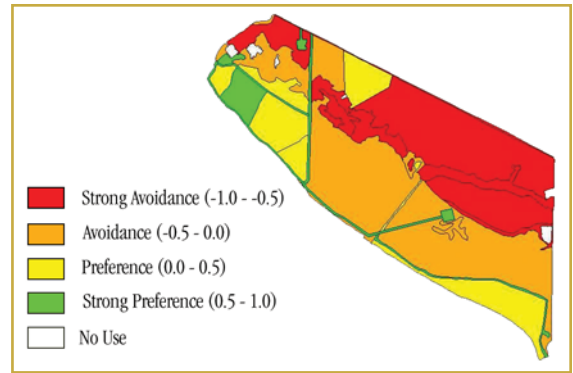 Strong Avoidance (-1.0 - -0.5)
Avoidance (-0.5 - 0.0)
Preference (0.0 - 0.5)
Strong Preference (0.5 - 1.0)
No Use